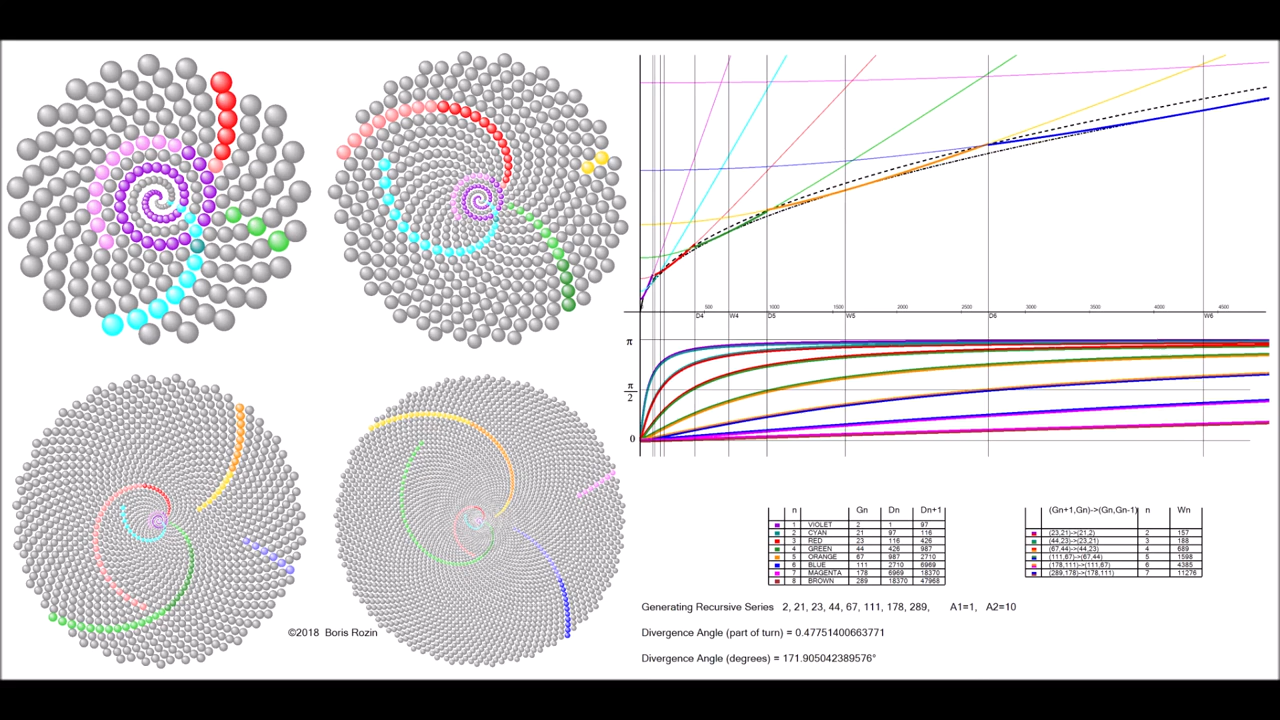 500 1000 1500 2000 2500 3000 3500 4000 4500
D4 W4 D5 W5 D6 W6
π
π
2
0
n Gn Dn Dn+1
1 VIOLET 2 1 97
2 CYAN 21 97 116
3 RED 23 116 426
4 GREEN 44 426 987
5 ORANGE 67 987 2710
6 BLUE 111 2710 6969
7 MAGENTA 178 6969 18370
8 BROWN 289 18370 47968
(Gn+1,Gn)->(Gn,Gn-1) n Wn
(23,21)->(21,2) 2 157
(44,23)->(23,21) 3 188
(67,44)->(44,23) 4 689
(111,67)->(67,44) 5 1598
(178,111)->(111,67) 6 4385
(289,178)->(178,111) 7 11276
Generating Recursive Series 2, 21, 23, 44, 67, 111, 178, 289, A1=1, A2=10
©2018 Boris Rozin
Divergence Angle (part of turn) = 0.47751400663771
Divergence Angle (degrees) = 171.905042389576°